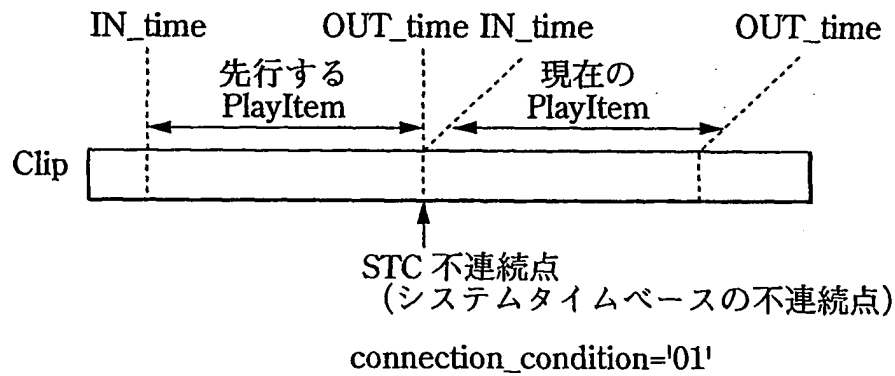 IN_time OUT_time IN_time OUT_time
先行する 現在の
PlayItem PlayItem
Clip
STC 不連続点
(システムタイムベースの不連続点)
connection_condition='01'